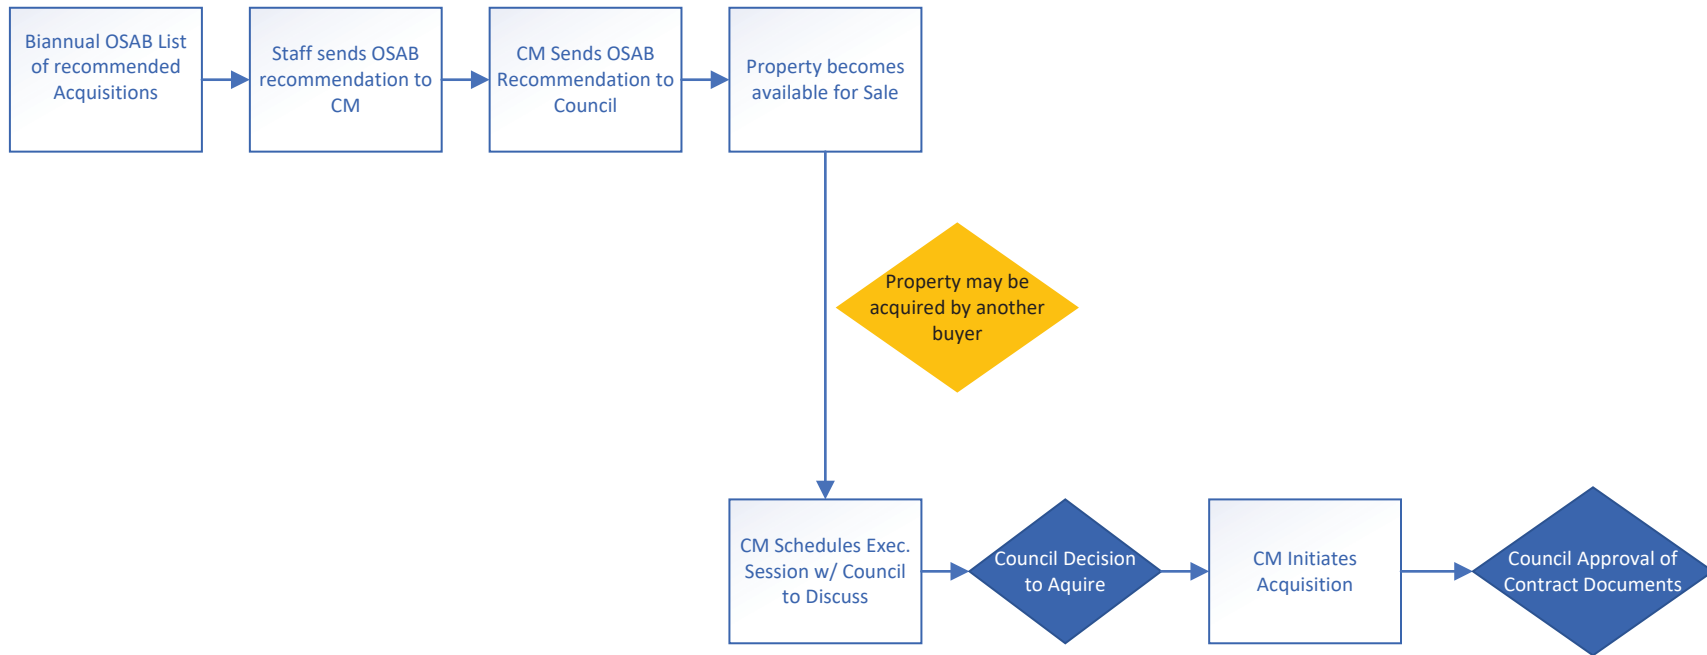 Biannual OSAB List
of recommended
Acquisitions
Staff sends OSAB
recommendation to
CM
CM Sends OSAB
Recommendation to
Council
Property becomes
available for Sale
Property may be
acquired by another
buyer
CM Schedules Exec.
Session w/ Council
to Discuss
Council Decision
to Aquire
CM Initiates
Acquisition
Council Approval of
Contract Documents